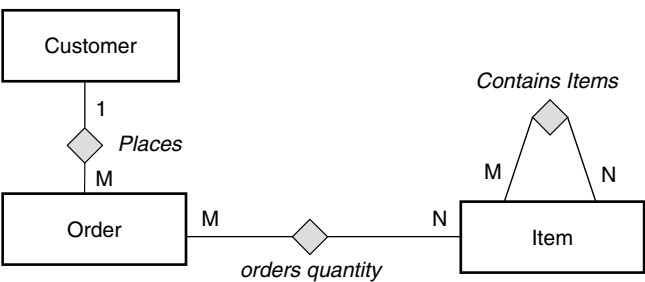 Customer
Contains Items
1
Places
M
M
N
M
Order
M
N
Item
orders quantity